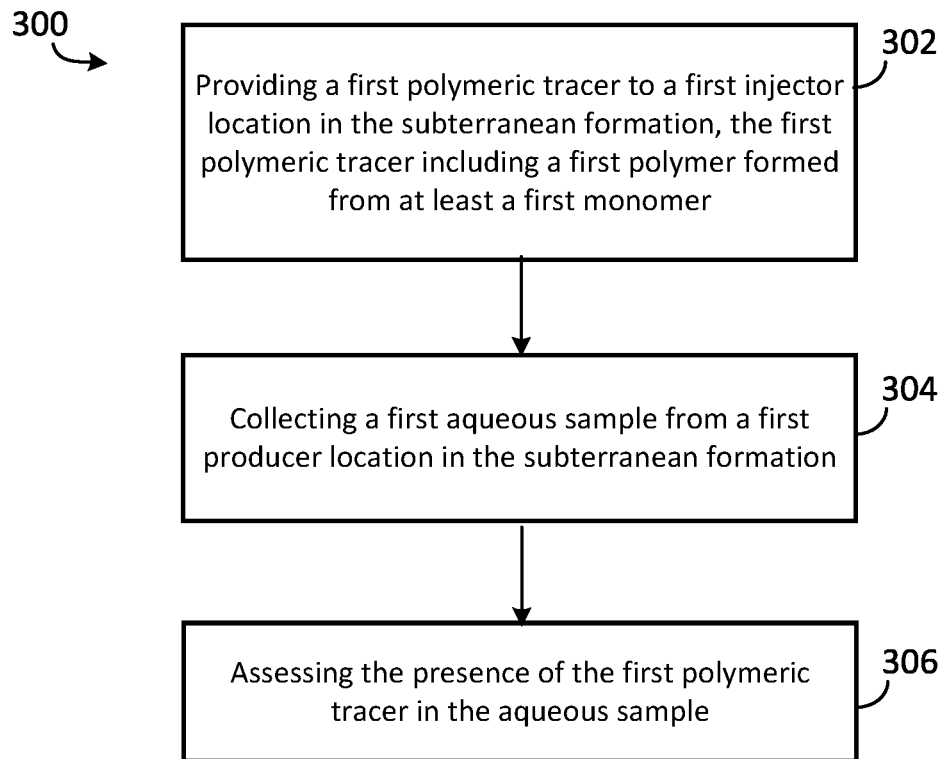 300
302
Providing a first polymeric tracer to a first injector
location in the subterranean formation, the first
polymeric tracer including a first polymer formed
from at least a first monomer
304
Collecting a first aqueous sample from a first
producer location in the subterranean formation
306
Assessing the presence of the first polymeric
tracer in the aqueous sample